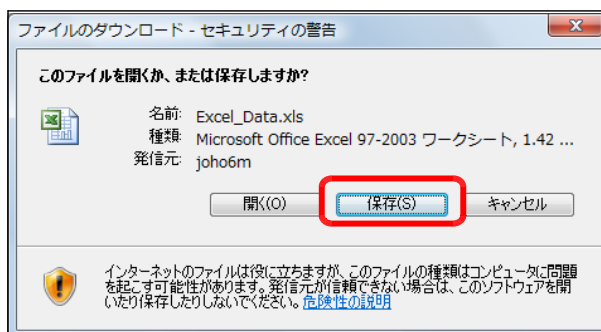 ファイルのダウンロード - セキュリティの警告
このファイルを開くか、または保存しますか?
名前: Excel_Data.xls
種類: Microsoft Office Excel 97-2003 ワークシート, 1.42 ...
発信元: joho6m
開く(O) 保存(S) キャンセル
インターネットのファイルは役に立ちますが、このファイルの種類はコンピュータに問題
を起こす可能性があります。発信元が信頼できない場合は、このソフトウェアを開
いたり保存したりしないでください。危険性の説明